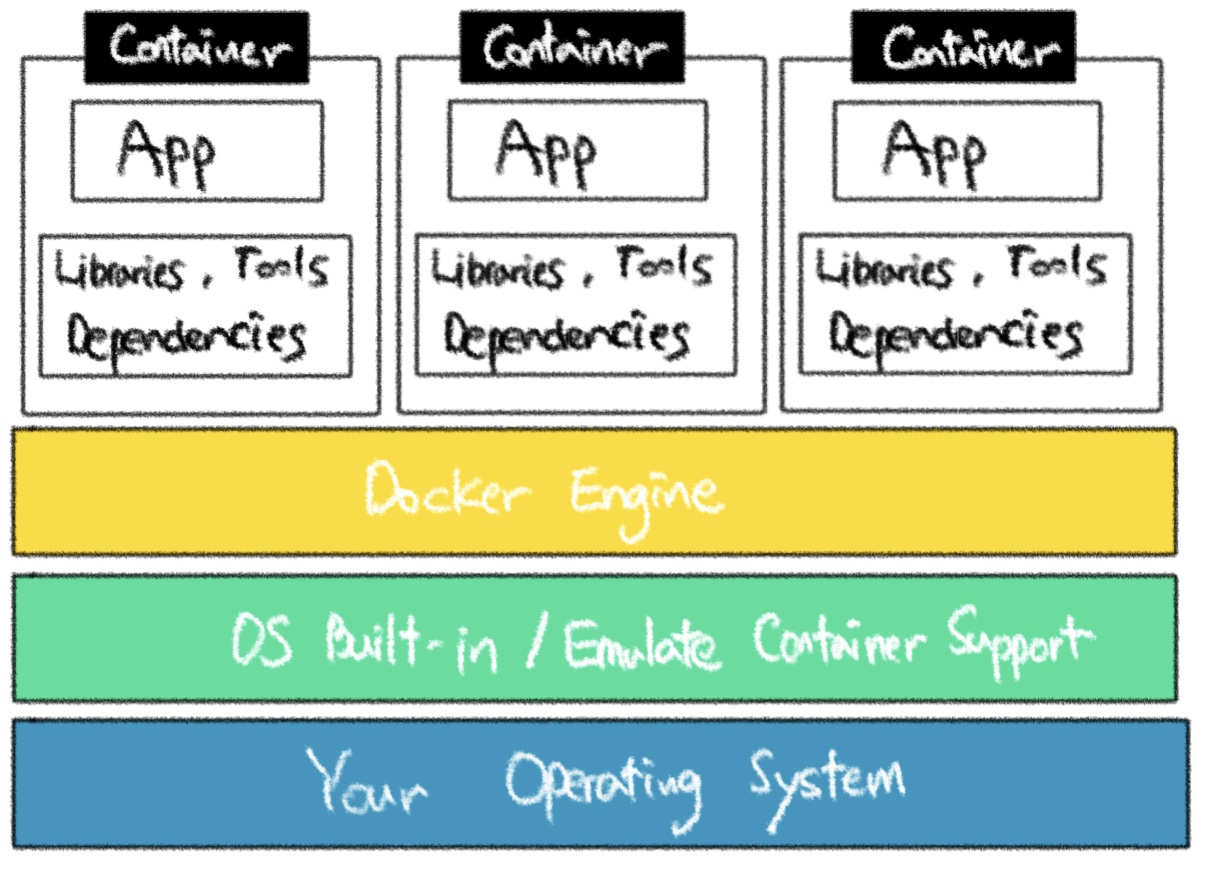 Container
App
Libraries, Tools
Dependencies
Container
App
Libraries, Tools
Dependencies
Container
App
Libraries, Tools
Dependencies
Docker Engine
OS Built-in / Emulate Container Support
Your Operating System